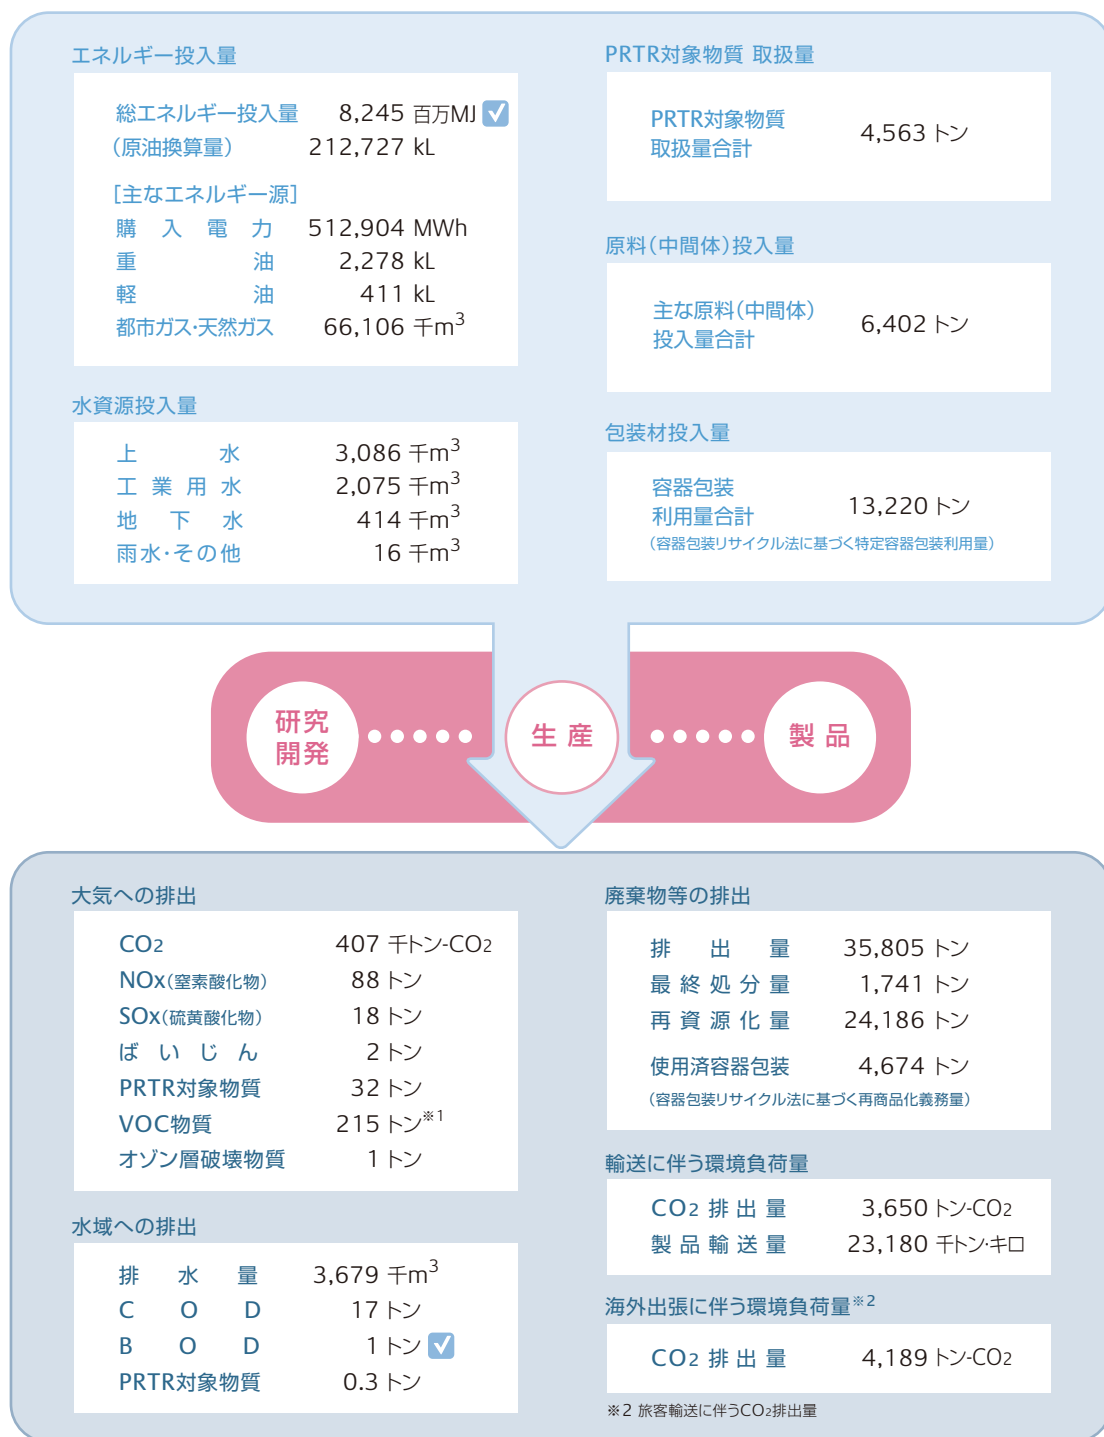 エネルギー投入量
総エネルギー投入量 8,245 百万MJ
(原油換算量) 212,727 kL
[主なエネルギー源]
購入電力 512,904 MWh
重油 2,278 kL
軽油 411 kL
都市ガス・天然ガス 66,106 千m³
水資源投入量
上水 3,086 千m³
工業用水 2,075 千m³
地下水 414 千m³
雨水・その他 16 千m³
PRTR対象物質 取扱量
PRTR対象物質
取扱量合計 4,563 トン
原料(中間体)投入量
主な原料(中間体)
投入量合計 6,402 トン
包装材投入量
容器包装
利用量合計 13,220 トン
(容器包装リサイクル法に基づく特定容器包装利用量)
研究
開発
生産
製品
大気への排出
CO2 407 千トン-CO2
NOx(窒素酸化物) 88 トン
SOx(硫黄酸化物) 18 トン
ばいじん 2 トン
PRTR対象物質 32 トン
VOC物質 215 トン※1
オゾン層破壊物質 1 トン
水域への排出
排水量 3,679 千m³
COD 17 トン
BOD 1 トン
PRTR対象物質 0.3 トン
廃棄物等の排出
排出量 35,805 トン
最終処分量 1,741 トン
再資源化量 24,186 トン
使用済容器包装 4,674 トン
(容器包装リサイクル法に基づく再商品化義務量)
輸送に伴う環境負荷量
CO2排出量 3,650 トン-CO2
製品輸送量 23,180 千トン・キロ
海外出張に伴う環境負荷量※2
CO2排出量 4,189 トン-CO2
※2 旅客輸送に伴うCO2排出量